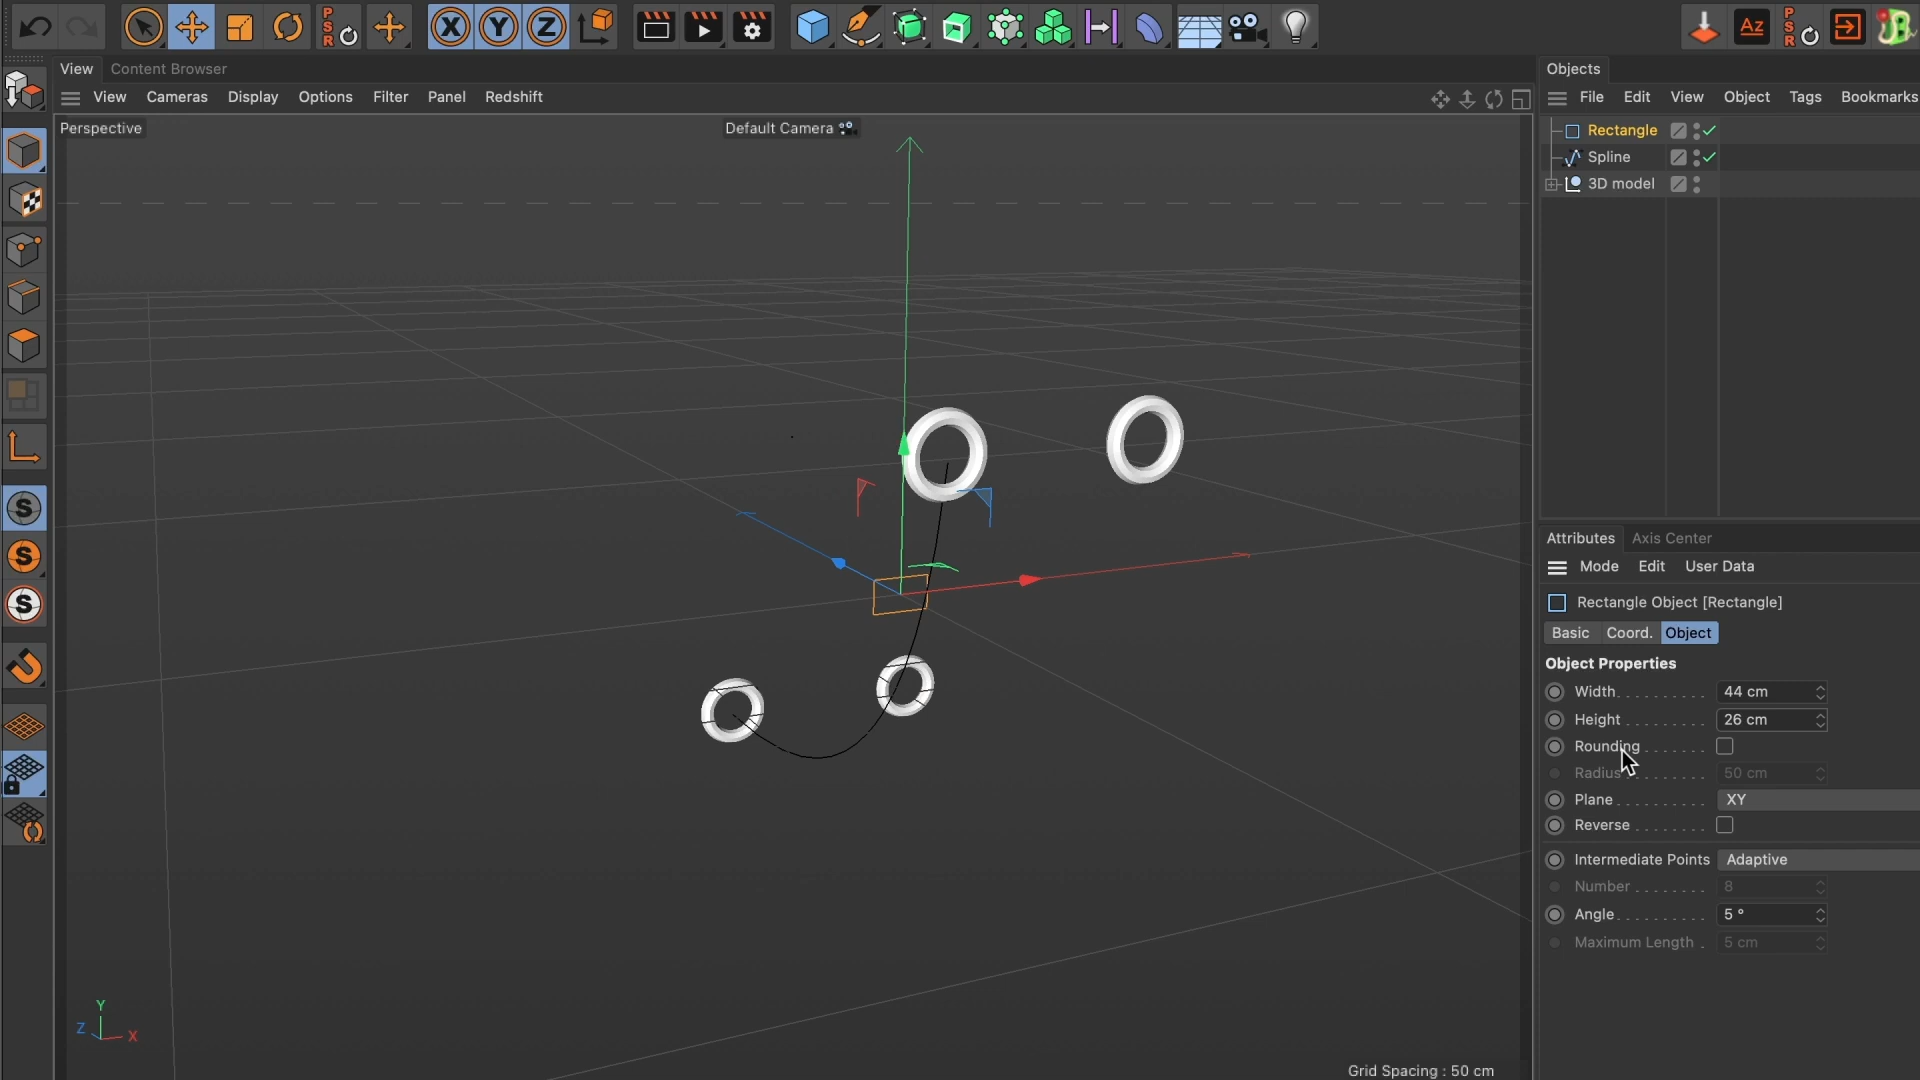 PSR
X
Y
Z
Az
PSR
View
Content Browser
View
Cameras
Display
Options
Filter
Panel
Redshift
Perspective
Default Camera
Y
Z
X
Grid Spacing : 50 cm
S
S
S
Objects
File
Edit
View
Object
Tags
Bookmarks
Rectangle
Spline
3D model
Attributes
Axis Center
Mode
Edit
User Data
Rectangle Object [Rectangle]
Basic
Coord.
Object
Object Properties
Width 44 cm
Height 26 cm
Rounding
Radius 50 cm
Plane XY
Reverse
Intermediate Points Adaptive
Number 8
Angle 5 °
Maximum Length 5 cm